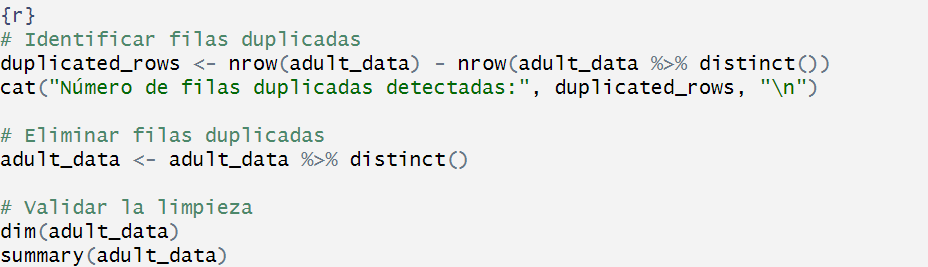 {r}
# Identificar filas duplicadas
duplicated_rows <- nrow(adult_data) - nrow(adult_data %>% distinct())
cat("Número de filas duplicadas detectadas:", duplicated_rows, "\n")
# Eliminar filas duplicadas
adult_data <- adult_data %>% distinct()
# Validar la limpieza
dim(adult_data)
summary(adult_data)